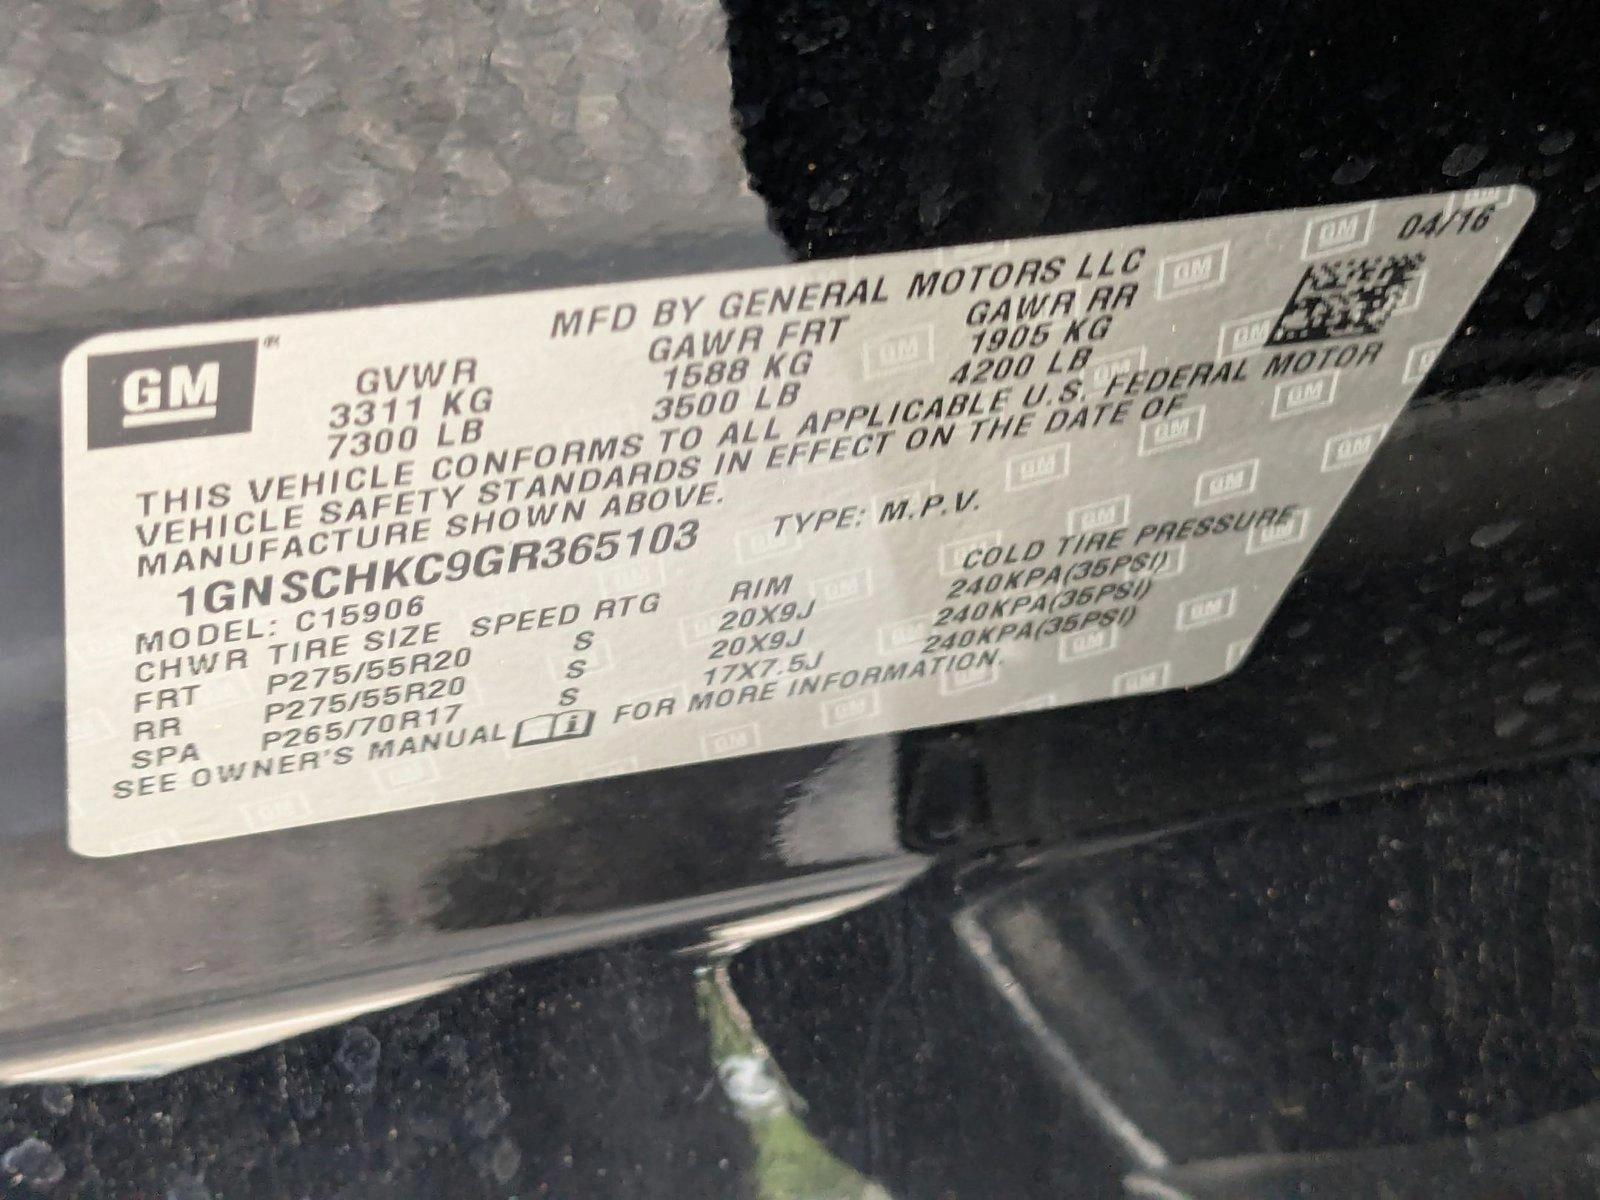 GM
MFD BY GENERAL MOTORS LLC 04/16
GVWR GAWR FRT GAWR RR
3311 KG 1588 KG 1905 KG
7300 LB 3500 LB 4200 LB
THIS VEHICLE CONFORMS TO ALL APPLICABLE U.S. FEDERAL MOTOR
VEHICLE SAFETY STANDARDS IN EFFECT ON THE DATE OF
MANUFACTURE SHOWN ABOVE.
1GNSCHKC9GR365103 TYPE: M.P.V.
MODEL: C15906
CHWR TIRE SIZE SPEED RTG RIM COLD TIRE PRESSURE
FRT P275/55R20 S 20X9J 240KPA(35PSI)
RR P275/55R20 S 20X9J 240KPA(35PSI)
SPA P265/70R17 S 17X7.5J 240KPA(35PSI)
SEE OWNER'S MANUAL i FOR MORE INFORMATION.